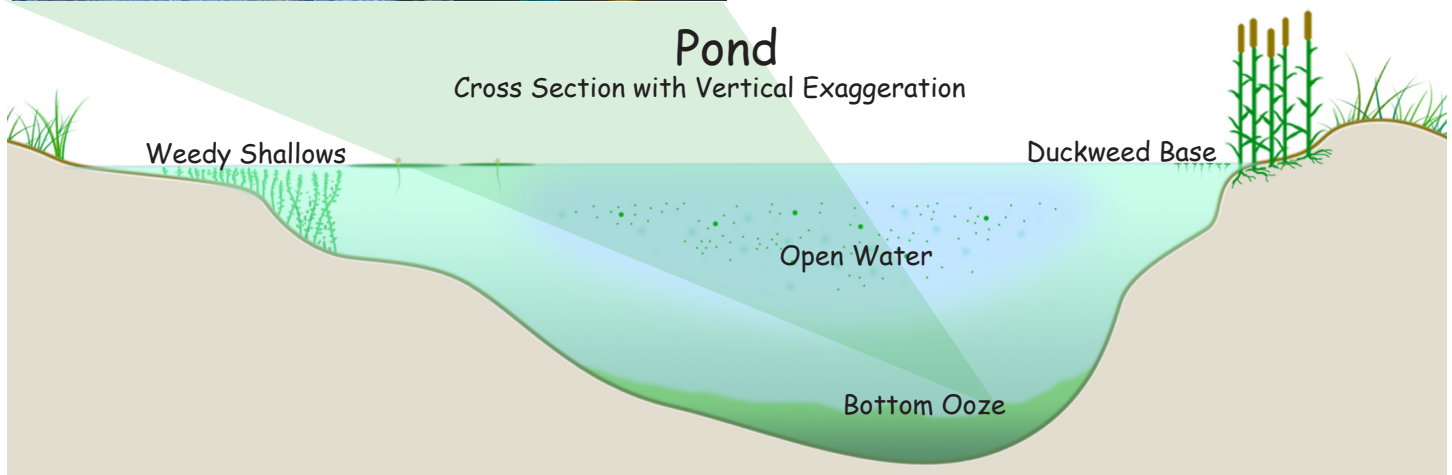 Pond
Cross Section with Vertical Exaggeration
Weedy Shallows
Duckweed Base
Open Water
Bottom Ooze